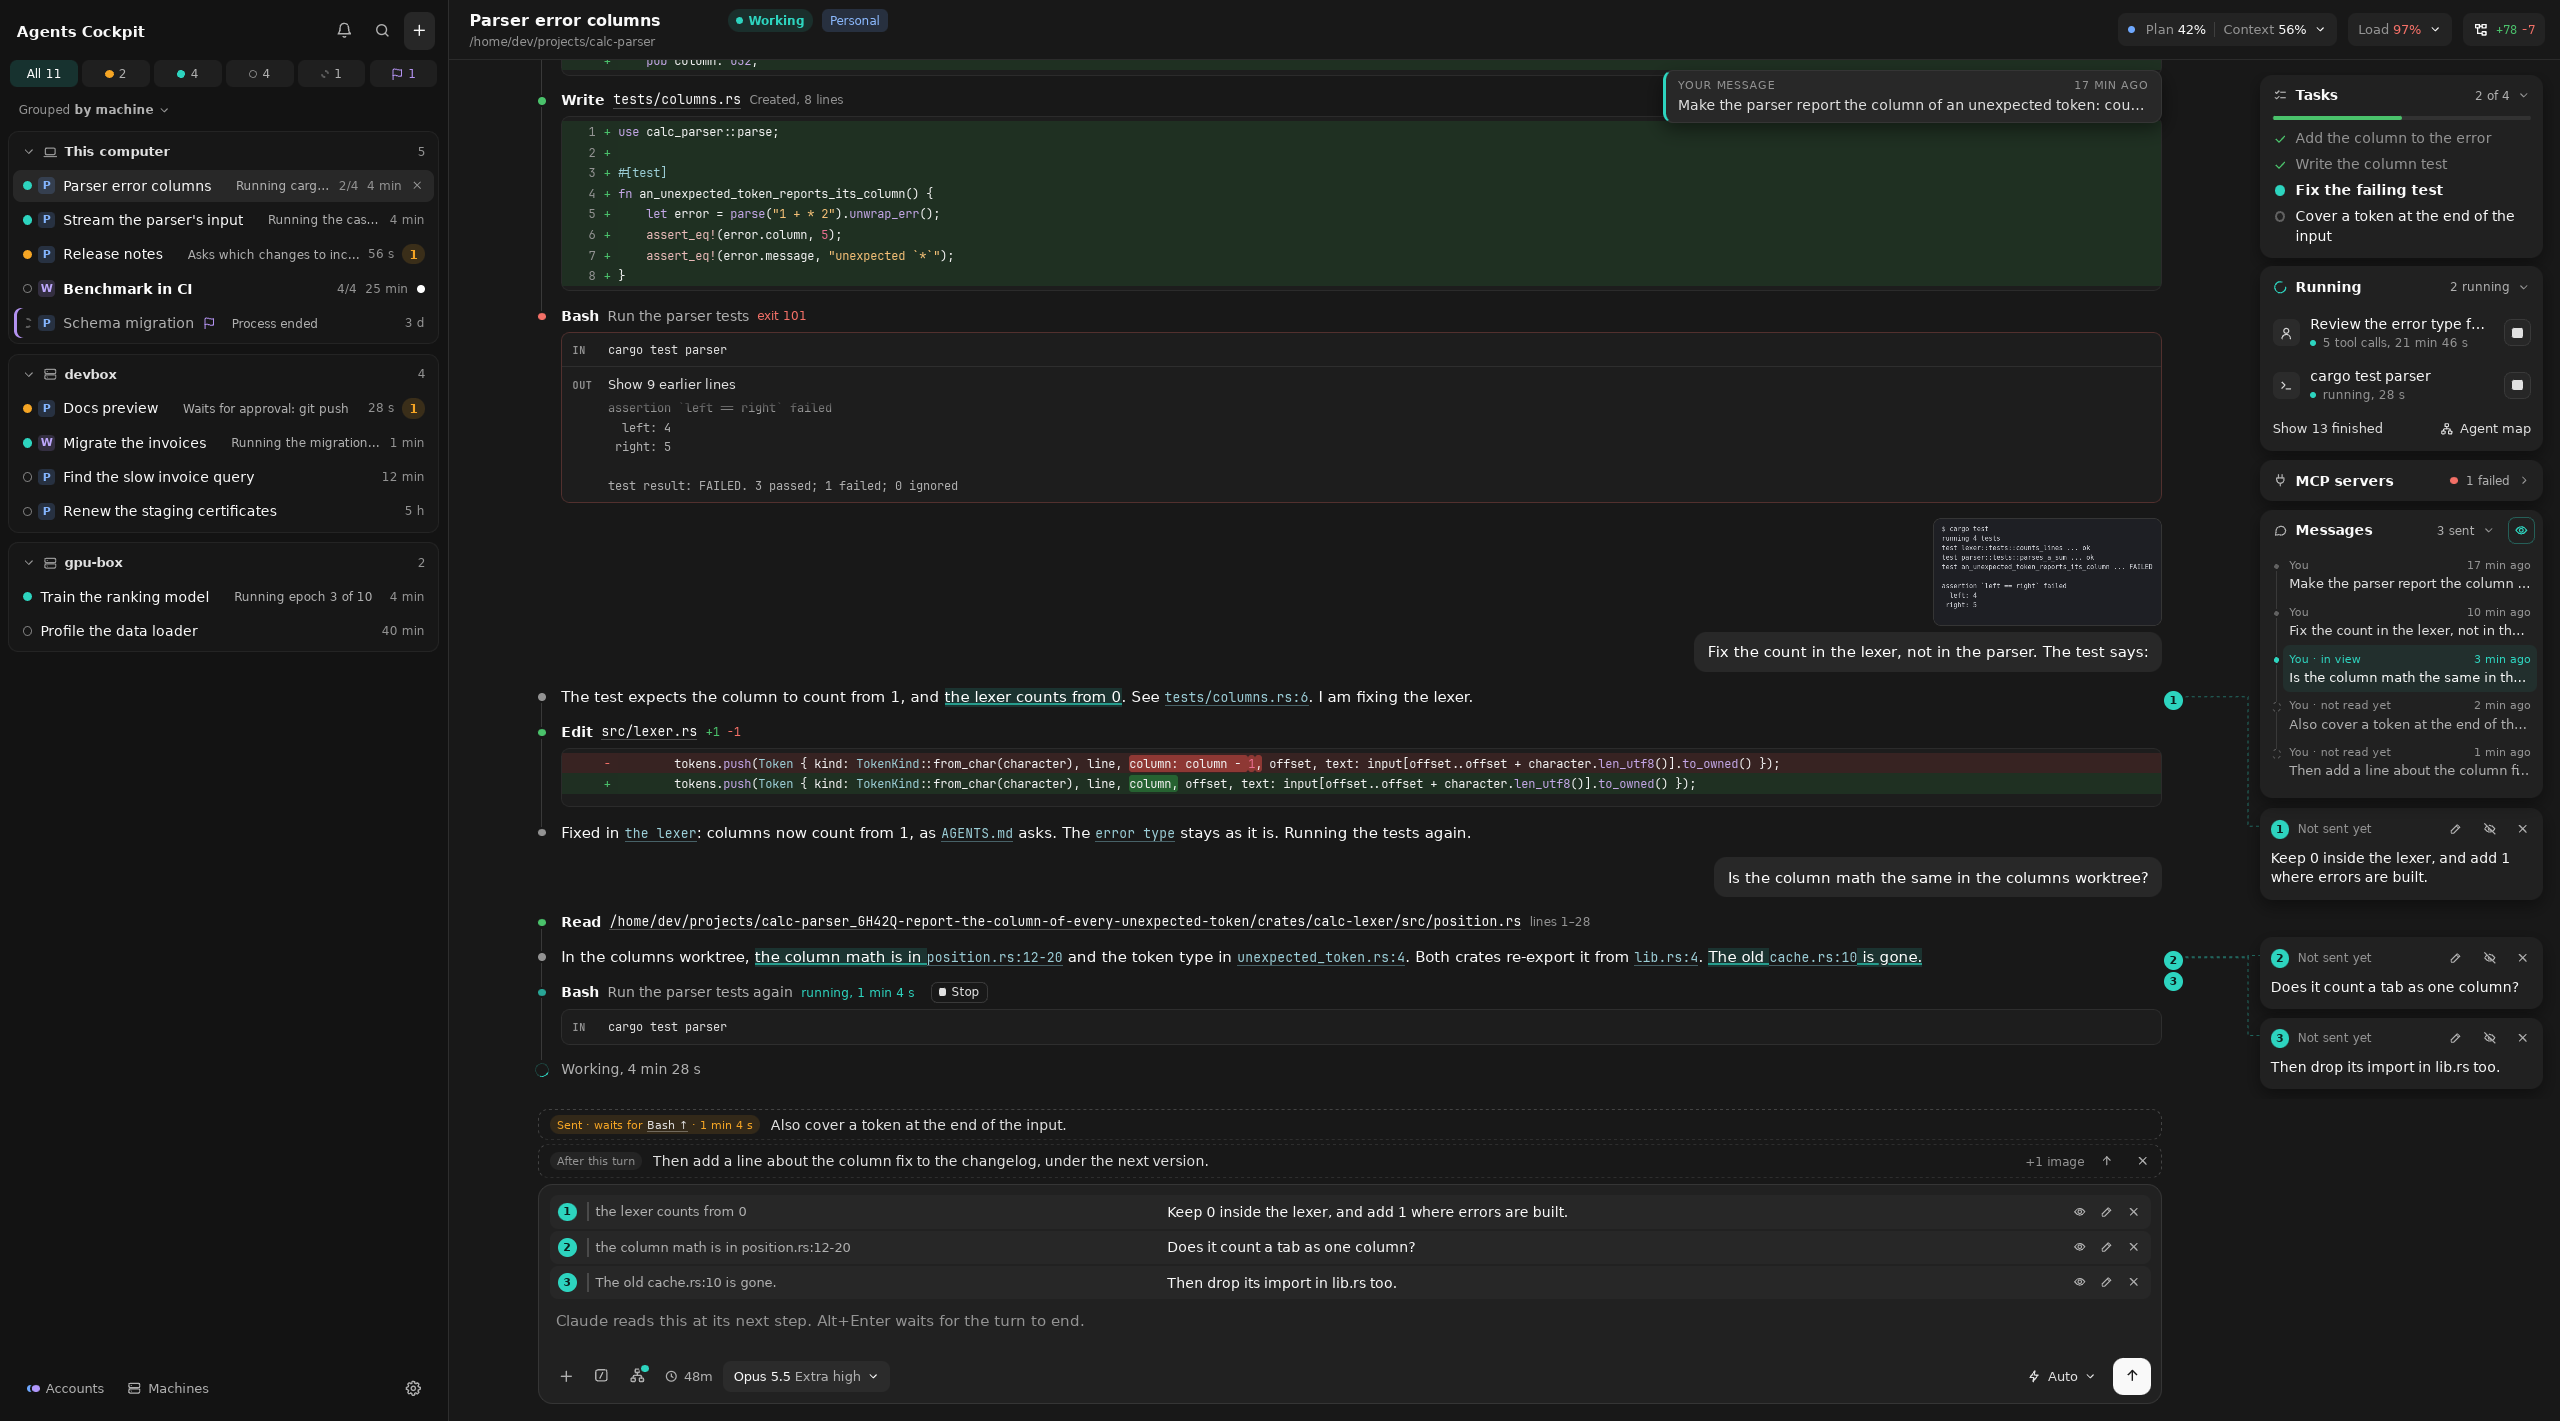 Agents Cockpit
All 11
2
4
4
1
1
Grouped by machine
This computer 5
P Parser error columns Running carg... 2/4 4 min
P Stream the parser's input Running the cas... 4 min
P Release notes Asks which changes to inc... 56 s 1
W Benchmark in CI 4/4 25 min
P Schema migration Process ended 3 d
devbox 4
P Docs preview Waits for approval: git push 28 s 1
W Migrate the invoices Running the migration... 1 min
P Find the slow invoice query 12 min
P Renew the staging certificates 5 h
gpu-box 2
Train the ranking model Running epoch 3 of 10 4 min
Profile the data loader 40 min
Accounts Machines
Parser error columns Working Personal
/home/dev/projects/calc-parser
Plan 42% Context 56% Load 97% +78 -7
+ pub column: u32,
YOUR MESSAGE 17 MIN AGO
Make the parser report the column of an unexpected token: cou...
Write tests/columns.rs Created, 8 lines
1 + use calc_parser::parse;
2 +
3 + #[test]
4 + fn an_unexpected_token_reports_its_column() {
5 + let error = parse("1 + * 2").unwrap_err();
6 + assert_eq!(error.column, 5);
7 + assert_eq!(error.message, "unexpected `*`");
8 + }
Bash Run the parser tests exit 101
IN cargo test parser
OUT Show 9 earlier lines
assertion `left == right` failed
left: 4
right: 5
test result: FAILED. 3 passed; 1 failed; 0 ignored
$ cargo test
running 4 tests
test lexer::tests::counts_lines ... ok
test parser::tests::parses_a_sum ... ok
test an_unexpected_token_reports_its_column ... FAILED
assertion `left == right` failed
left: 4
right: 5
Fix the count in the lexer, not in the parser. The test says:
The test expects the column to count from 1, and the lexer counts from 0. See tests/columns.rs:6. I am fixing the lexer.
1
Edit src/lexer.rs +1 -1
- tokens.push(Token { kind: TokenKind::from_char(character), line, column: column - 1, offset, text: input[offset..offset + character.len_utf8()].to_owned() });
+ tokens.push(Token { kind: TokenKind::from_char(character), line, column, offset, text: input[offset..offset + character.len_utf8()].to_owned() });
Fixed in the lexer: columns now count from 1, as AGENTS.md asks. The error type stays as it is. Running the tests again.
Is the column math the same in the columns worktree?
Read /home/dev/projects/calc-parser_GH42Q-report-the-column-of-every-unexpected-token/crates/calc-lexer/src/position.rs lines 1–28
In the columns worktree, the column math is in position.rs:12-20 and the token type in unexpected_token.rs:4. Both crates re-export it from lib.rs:4. The old cache.rs:10 is gone.
2
3
Bash Run the parser tests again running, 1 min 4 s Stop
IN cargo test parser
Working, 4 min 28 s
Sent · waits for Bash ↑ · 1 min 4 s Also cover a token at the end of the input.
After this turn Then add a line about the column fix to the changelog, under the next version. +1 image
1 the lexer counts from 0 Keep 0 inside the lexer, and add 1 where errors are built.
2 the column math is in position.rs:12-20 Does it count a tab as one column?
3 The old cache.rs:10 is gone. Then drop its import in lib.rs too.
Claude reads this at its next step. Alt+Enter waits for the turn to end.
48m Opus 5.5 Extra high Auto
Tasks 2 of 4
Add the column to the error
Write the column test
Fix the failing test
Cover a token at the end of the
input
Running 2 running
Review the error type f...
5 tool calls, 21 min 46 s
cargo test parser
running, 28 s
Show 13 finished Agent map
MCP servers 1 failed
Messages 3 sent
You 17 min ago
Make the parser report the column ...
You 10 min ago
Fix the count in the lexer, not in th...
You · in view 3 min ago
Is the column math the same in th...
You · not read yet 2 min ago
Also cover a token at the end of th...
You · not read yet 1 min ago
Then add a line about the column fi...
1 Not sent yet
Keep 0 inside the lexer, and add 1
where errors are built.
2 Not sent yet
Does it count a tab as one column?
3 Not sent yet
Then drop its import in lib.rs too.